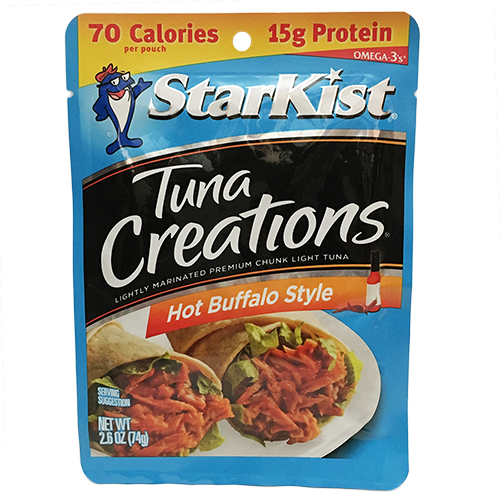 70 Calories
per pouch
15g Protein
OMEGA-3's*
StarKist®
Tuna
Creations®
LIGHTLY MARINATED PREMIUM CHUNK LIGHT TUNA
Hot Buffalo Style
SERVING
SUGGESTION
NET WT
2.6 OZ (74g)